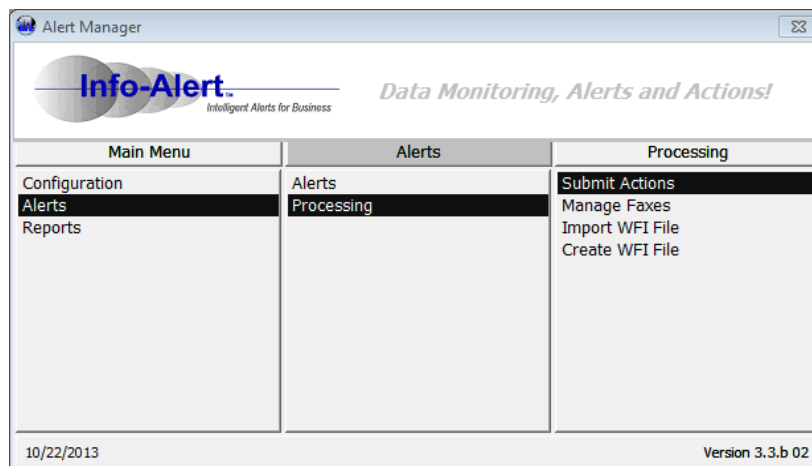 Alert Manager
Info-Alert™
Intelligent Alerts for Business
Data Monitoring, Alerts and Actions!
Main Menu
Alerts
Processing
Configuration
Alerts
Reports
Alerts
Processing
Submit Actions
Manage Faxes
Import WFI File
Create WFI File
10/22/2013
Version 3.3.b 02